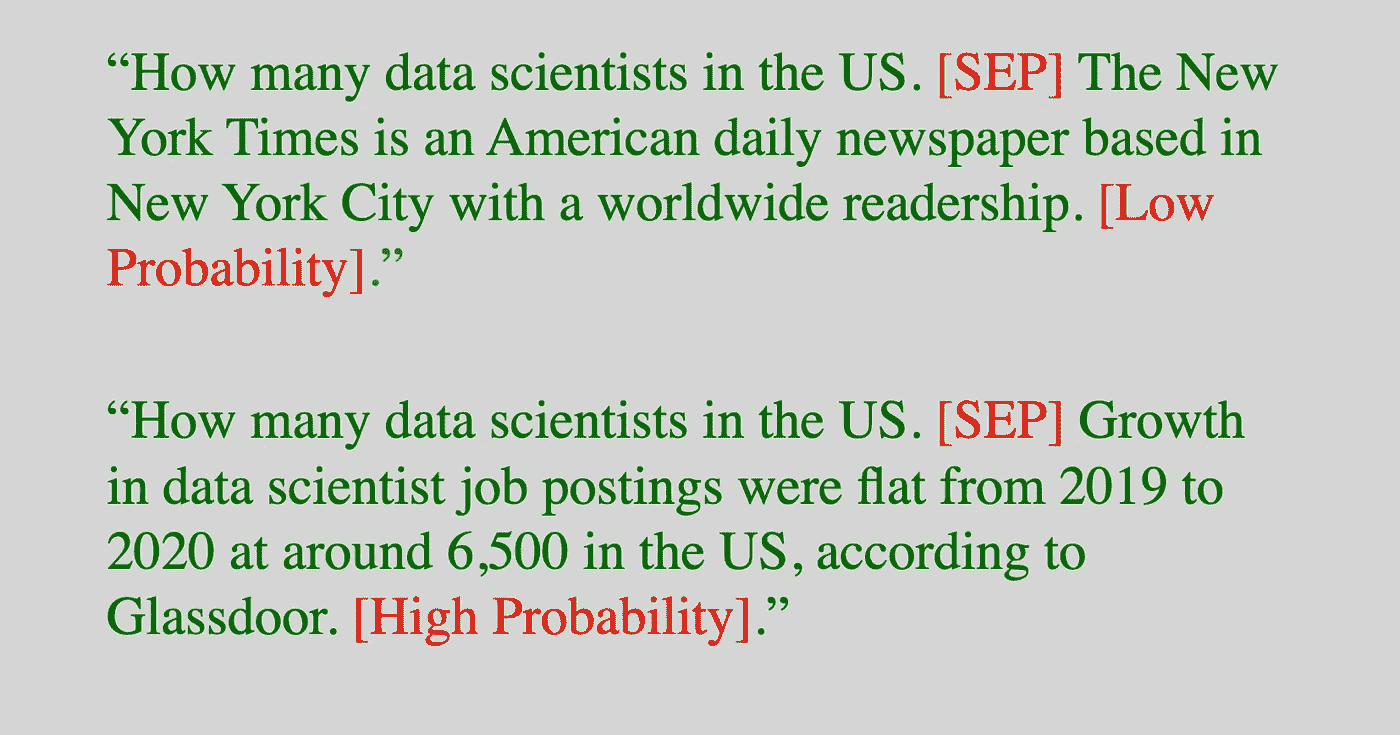 “How many data scientists in the US. [SEP] The New
York Times is an American daily newspaper based in
New York City with a worldwide readership. [Low
Probability].”
“How many data scientists in the US. [SEP] Growth
in data scientist job postings were flat from 2019 to
2020 at around 6,500 in the US, according to
Glassdoor. [High Probability].”